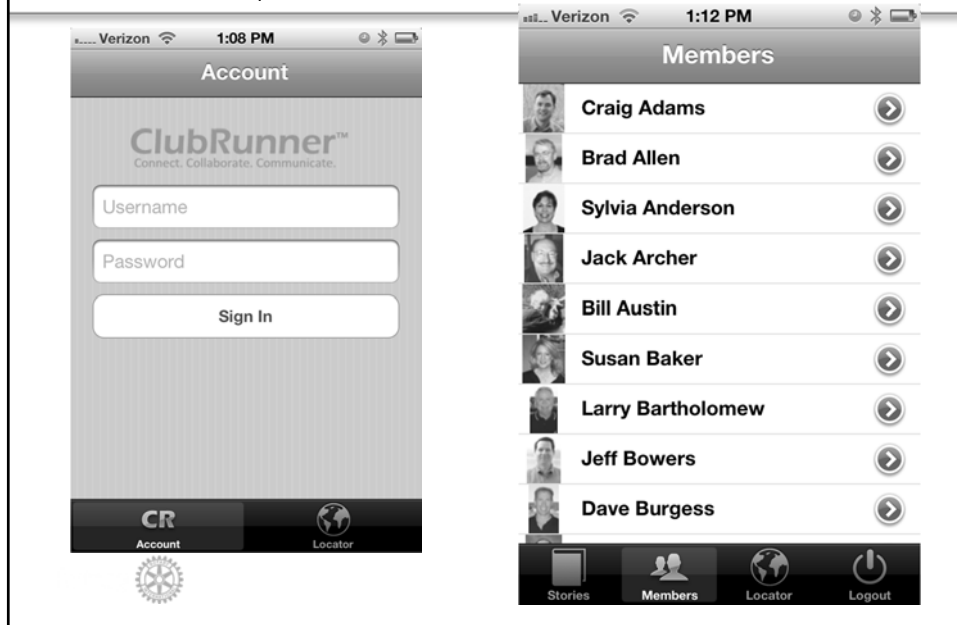 Verizon 1:08 PM
Account
ClubRunner™
Connect. Collaborate. Communicate.
Username
Password
Sign In
CR
Account Locator
Verizon 1:12 PM
Members
Craig Adams
Brad Allen
Sylvia Anderson
Jack Archer
Bill Austin
Susan Baker
Larry Bartholomew
Jeff Bowers
Dave Burgess
Stories Members Locator Logout